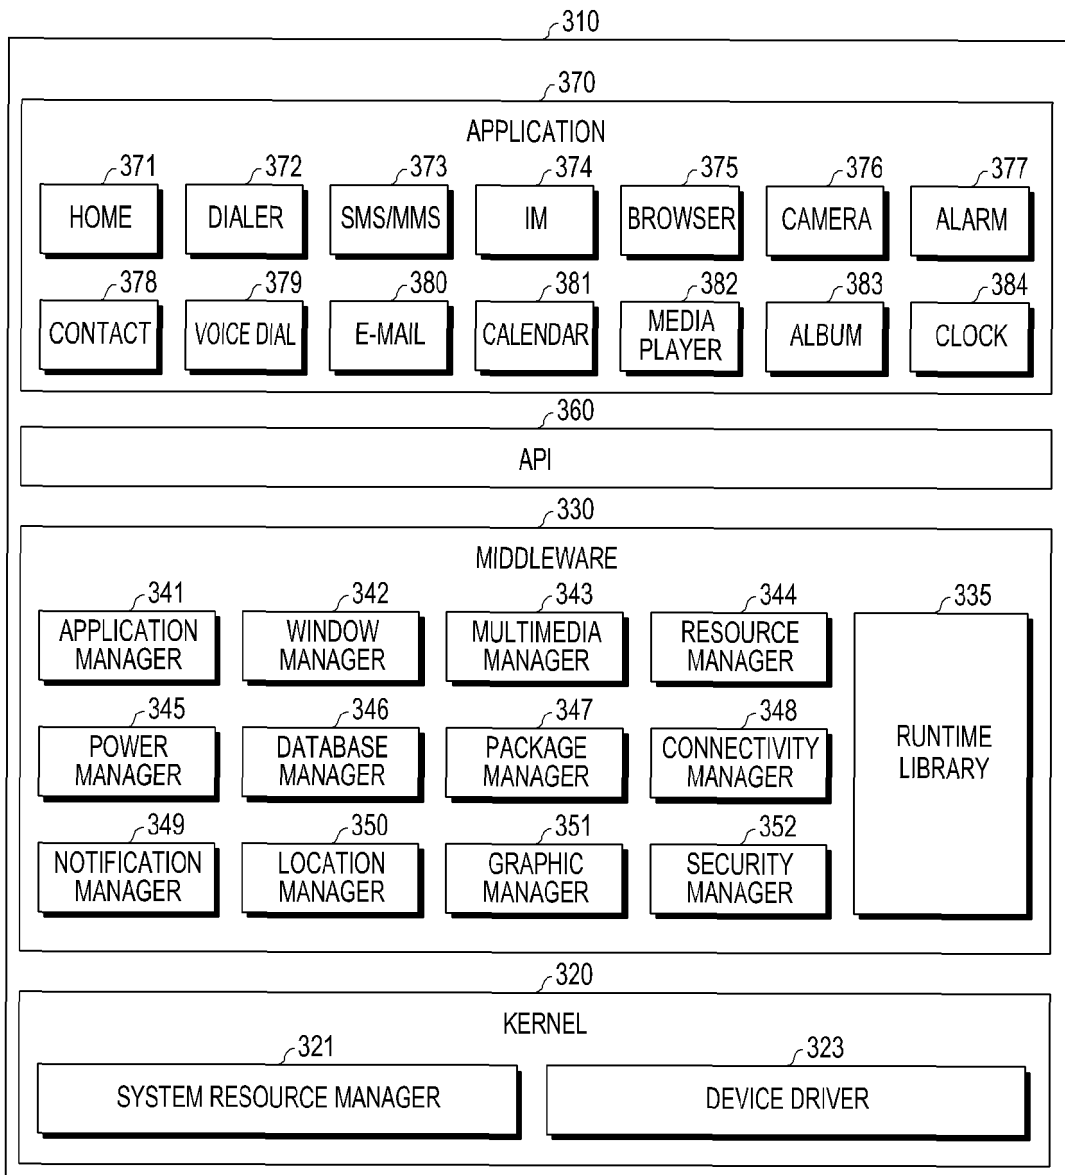 310
370
APPLICATION
371 372 373 374 375 376 377
HOME DIALER SMS/MMS IM BROWSER CAMERA ALARM
378 379 380 381 382 383 384
CONTACT VOICE DIAL E-MAIL CALENDAR MEDIA PLAYER ALBUM CLOCK
360
API
330
MIDDLEWARE
341 342 343 344 335
APPLICATION MANAGER WINDOW MANAGER MULTIMEDIA MANAGER RESOURCE MANAGER
345 346 347 348
POWER MANAGER DATABASE MANAGER PACKAGE MANAGER CONNECTIVITY MANAGER RUNTIME LIBRARY
349 350 351 352
NOTIFICATION MANAGER LOCATION MANAGER GRAPHIC MANAGER SECURITY MANAGER
320
KERNEL
321 323
SYSTEM RESOURCE MANAGER DEVICE DRIVER